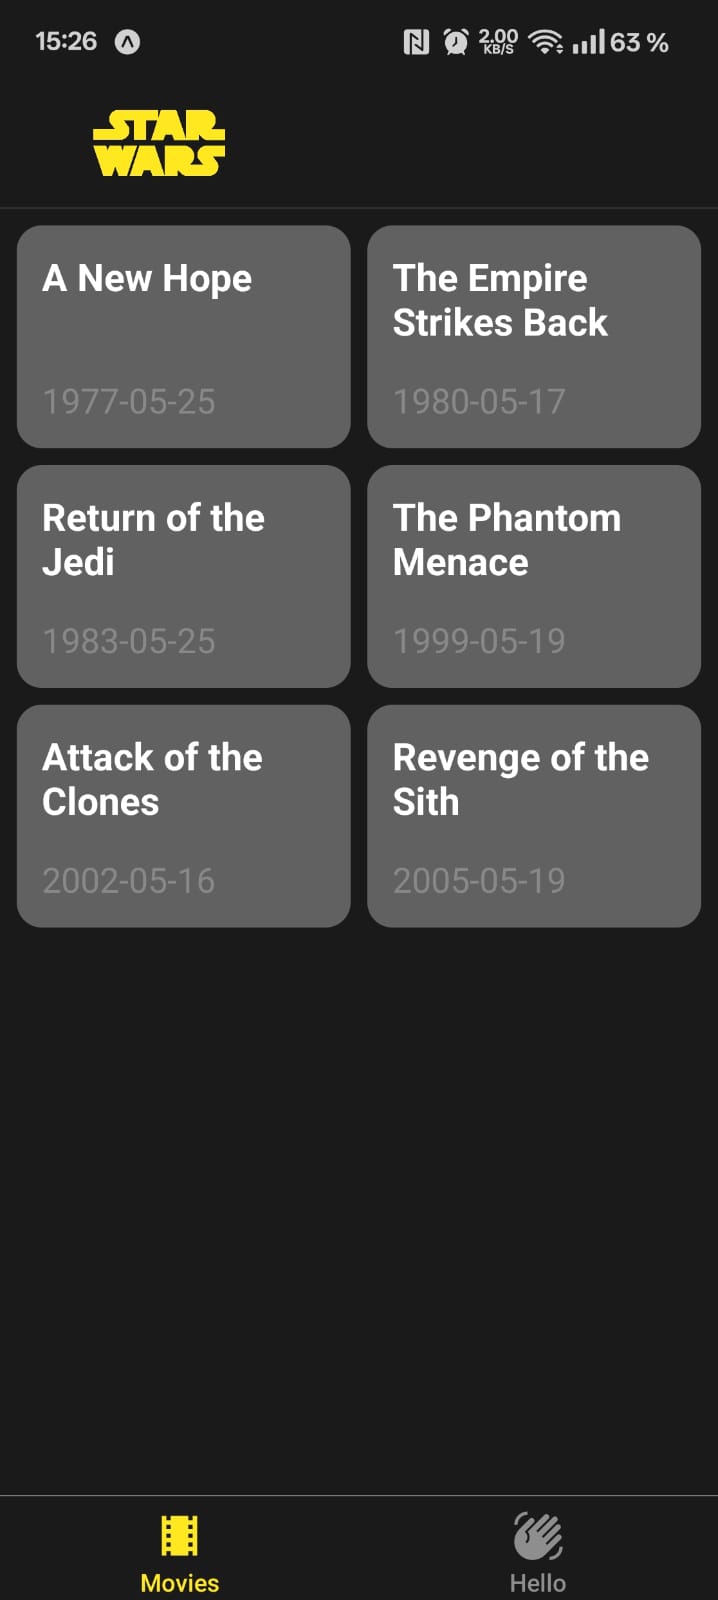 15:26 2.00 KB/S 63 %
STAR
WARS
A New Hope
1977-05-25
The Empire
Strikes Back
1980-05-17
Return of the
Jedi
1983-05-25
The Phantom
Menace
1999-05-19
Attack of the
Clones
2002-05-16
Revenge of the
Sith
2005-05-19
Movies
Hello